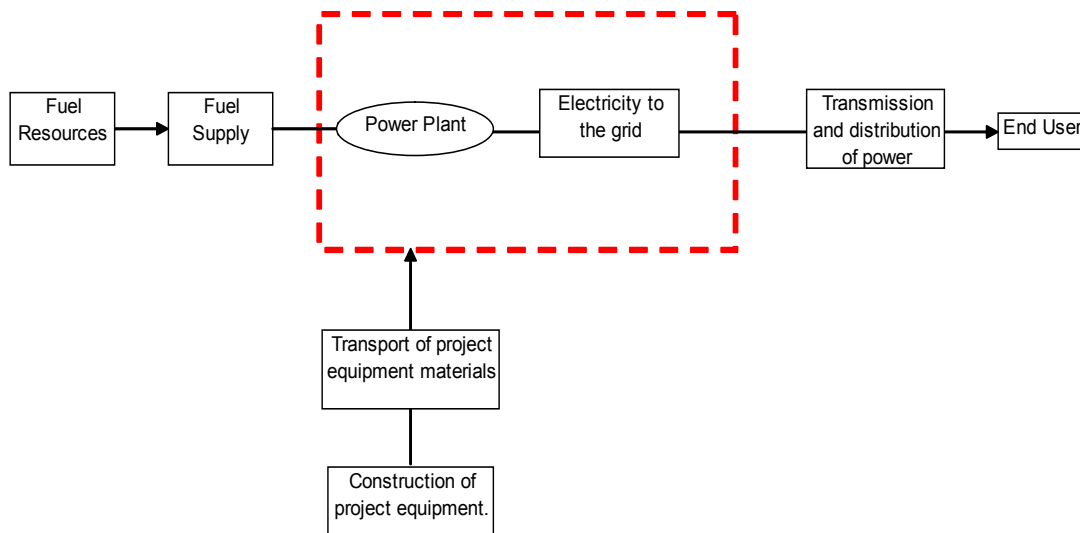 Fuel
Resources
Fuel
Supply
Power Plant
Electricity to
the grid
Transmission
and distribution
of power
End User
Transport of project
equipment materials
Construction of
project equipment.